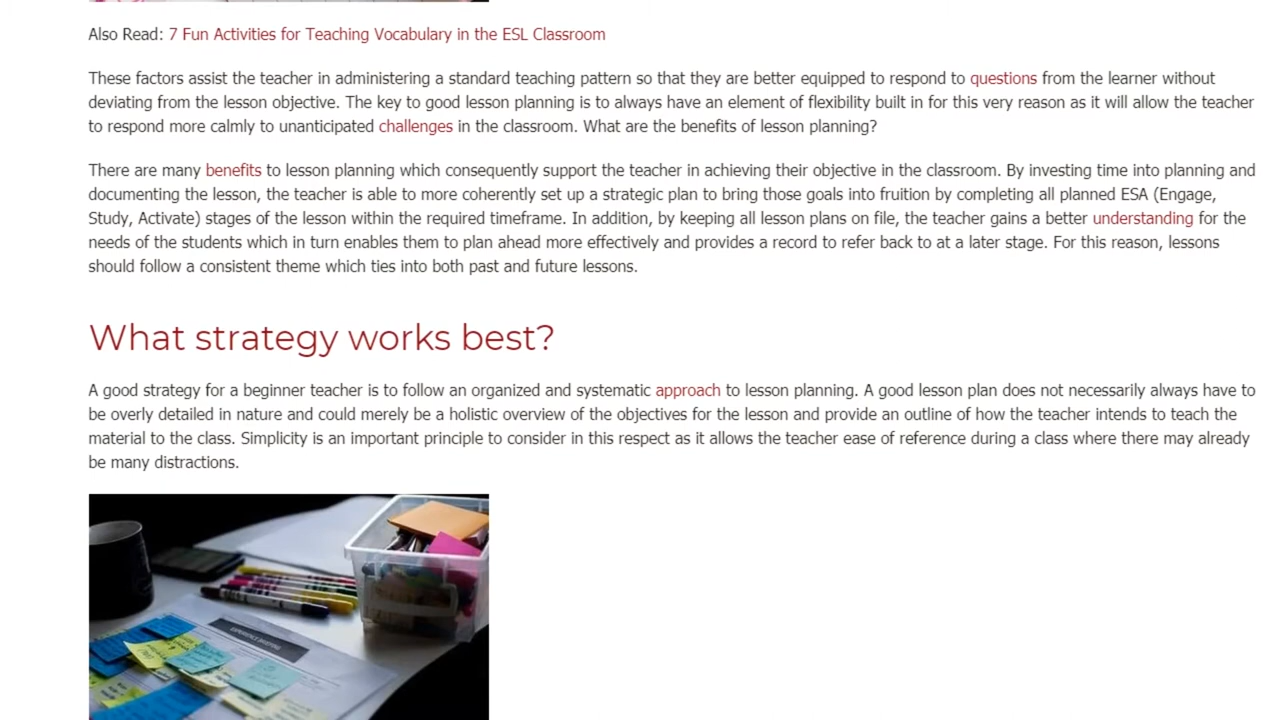 Also Read: 7 Fun Activities for Teaching Vocabulary in the ESL Classroom
These factors assist the teacher in administering a standard teaching pattern so that they are better equipped to respond to questions from the learner without
deviating from the lesson objective. The key to good lesson planning is to always have an element of flexibility built in for this very reason as it will allow the teacher
to respond more calmly to unanticipated challenges in the classroom. What are the benefits of lesson planning?
There are many benefits to lesson planning which consequently support the teacher in achieving their objective in the classroom. By investing time into planning and
documenting the lesson, the teacher is able to more coherently set up a strategic plan to bring those goals into fruition by completing all planned ESA (Engage,
Study, Activate) stages of the lesson within the required timeframe. In addition, by keeping all lesson plans on file, the teacher gains a better understanding for the
needs of the students which in turn enables them to plan ahead more effectively and provides a record to refer back to at a later stage. For this reason, lessons
should follow a consistent theme which ties into both past and future lessons.
What strategy works best?
A good strategy for a beginner teacher is to follow an organized and systematic approach to lesson planning. A good lesson plan does not necessarily always have to
be overly detailed in nature and could merely be a holistic overview of the objectives for the lesson and provide an outline of how the teacher intends to teach the
material to the class. Simplicity is an important principle to consider in this respect as it allows the teacher ease of reference during a class where there may already
be many distractions.